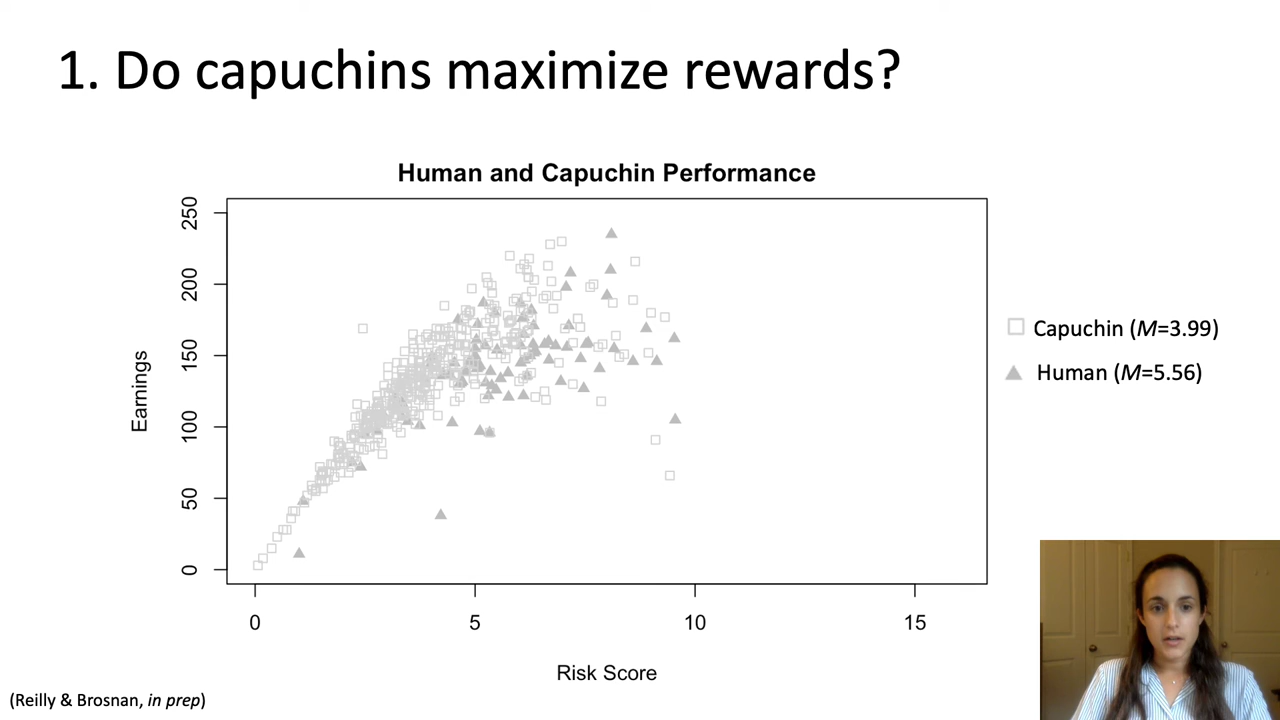 1. Do capuchins maximize rewards?
Human and Capuchin Performance
250
200
150
100
50
0
Earnings
0 5 10 15
Risk Score
Capuchin (M=3.99)
Human (M=5.56)
(Reilly & Brosnan, in prep)